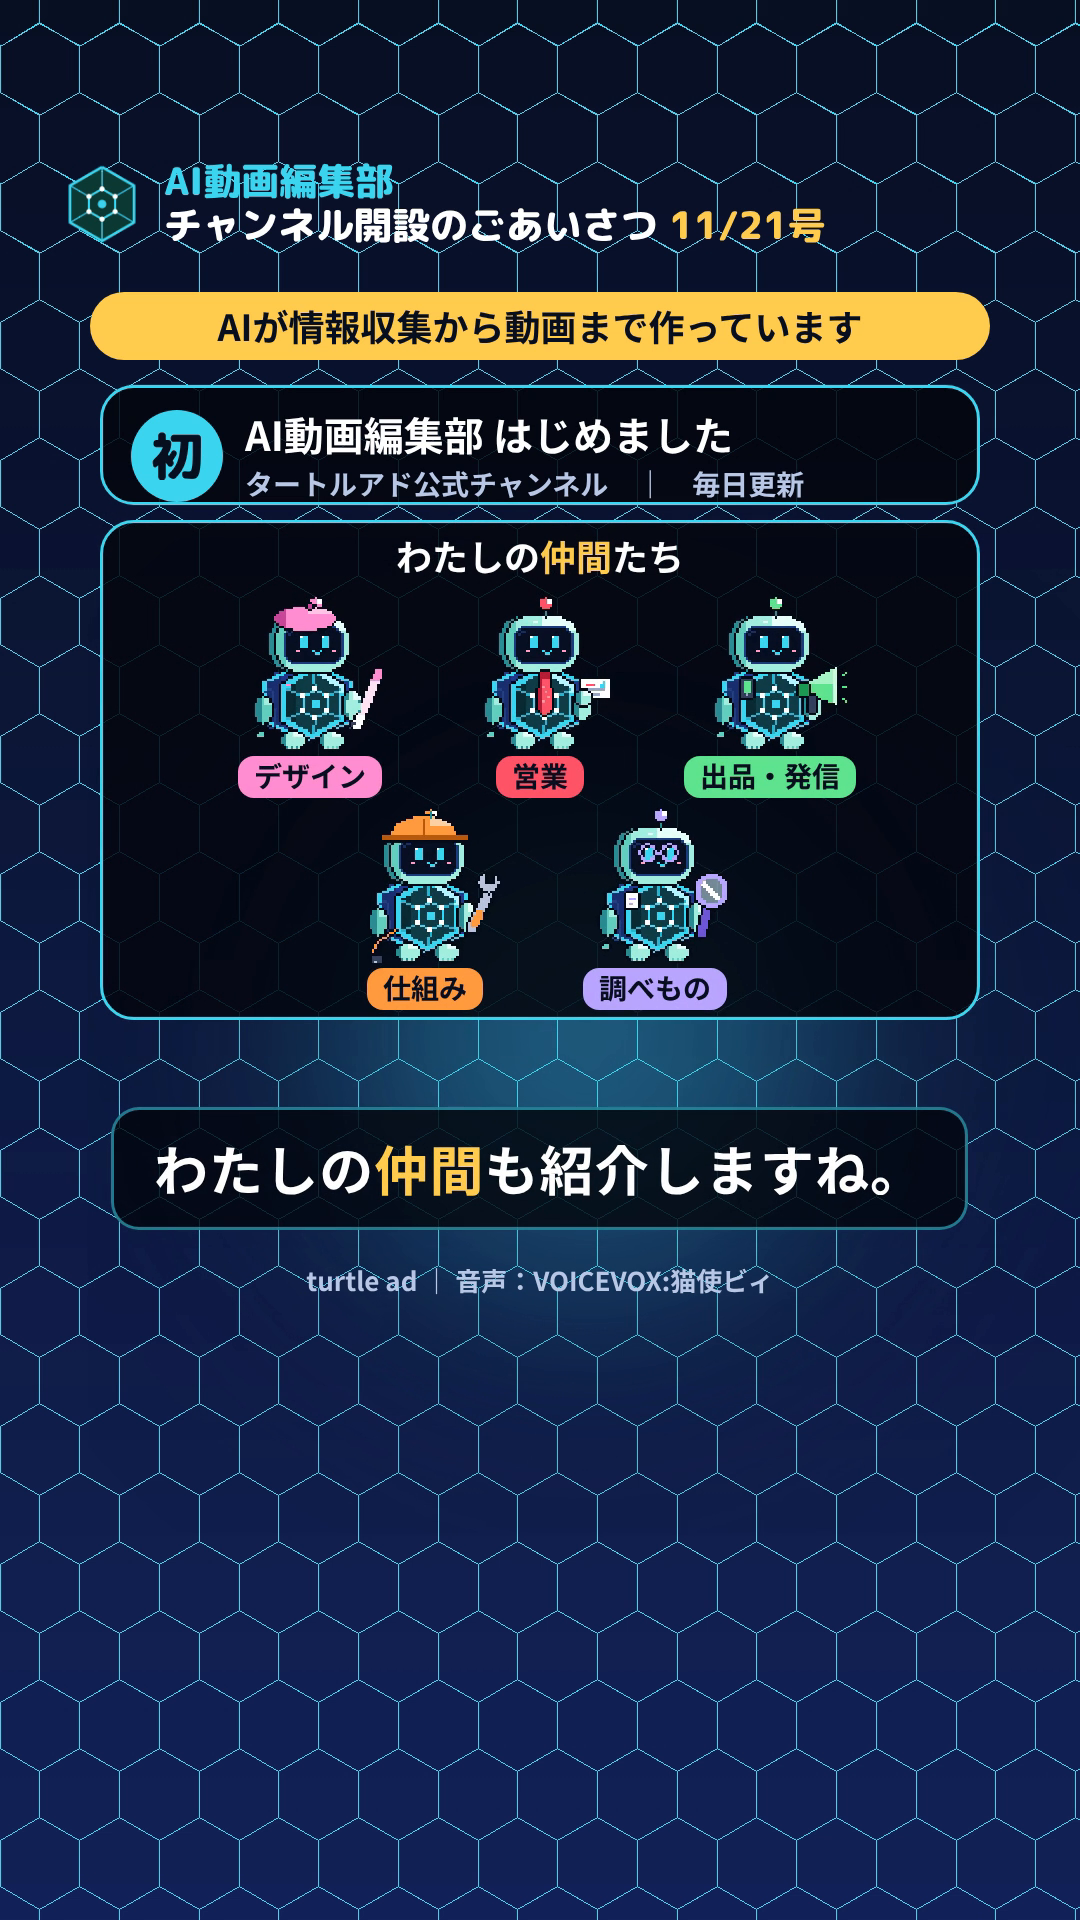 AI動画編集部
チャンネル開設のごあいさつ 11/21号
AIが情報収集から動画まで作っています
初
AI動画編集部 はじめました
タートルアド公式チャンネル ｜ 毎日更新
わたしの仲間たち
デザイン
営業
出品・発信
仕組み
調べもの
わたしの仲間も紹介しますね。
turtle ad ｜ 音声：VOICEVOX:猫使ビィ